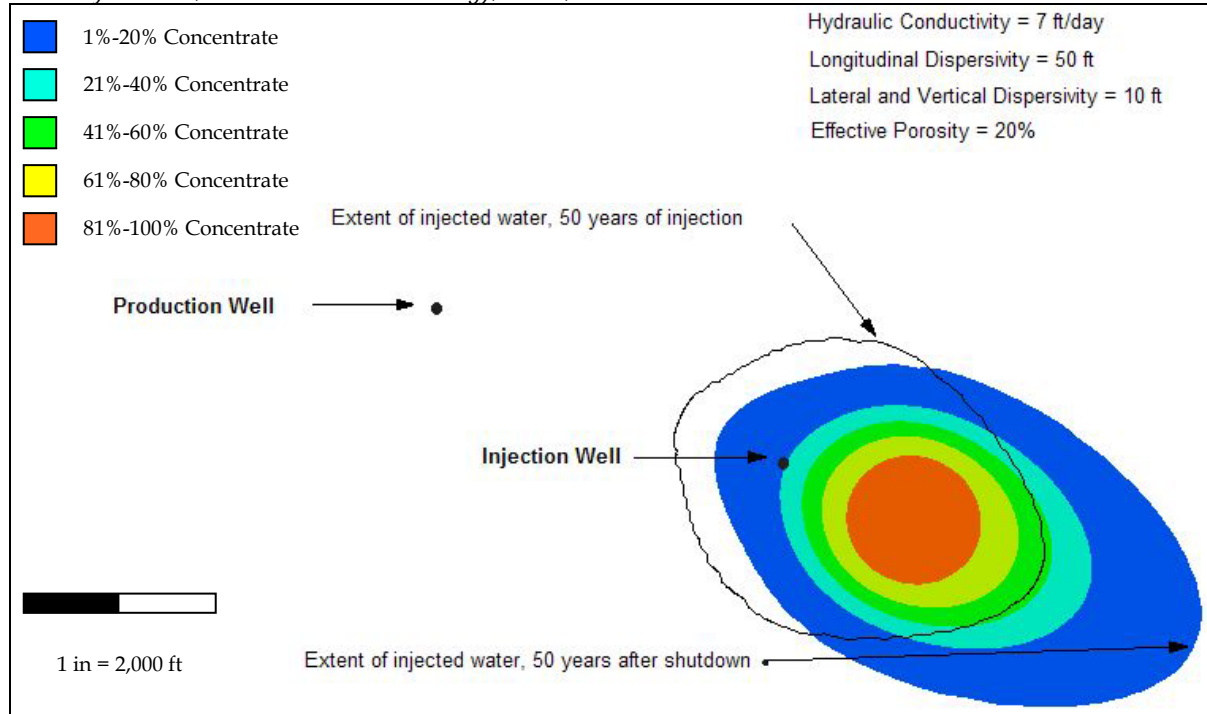 Hydraulic Conductivity = 7 ft/day
1%-20% Concentrate
Longitudinal Dispersivity = 50 ft
21%-40% Concentrate
Lateral and Vertical Dispersivity = 10 ft
41%-60% Concentrate
Effective Porosity = 20%
61%-80% Concentrate
81%-100% Concentrate
Extent of injected water, 50 years of injection
Production Well
Injection Well
1 in = 2,000 ft
Extent of injected water, 50 years after shutdown